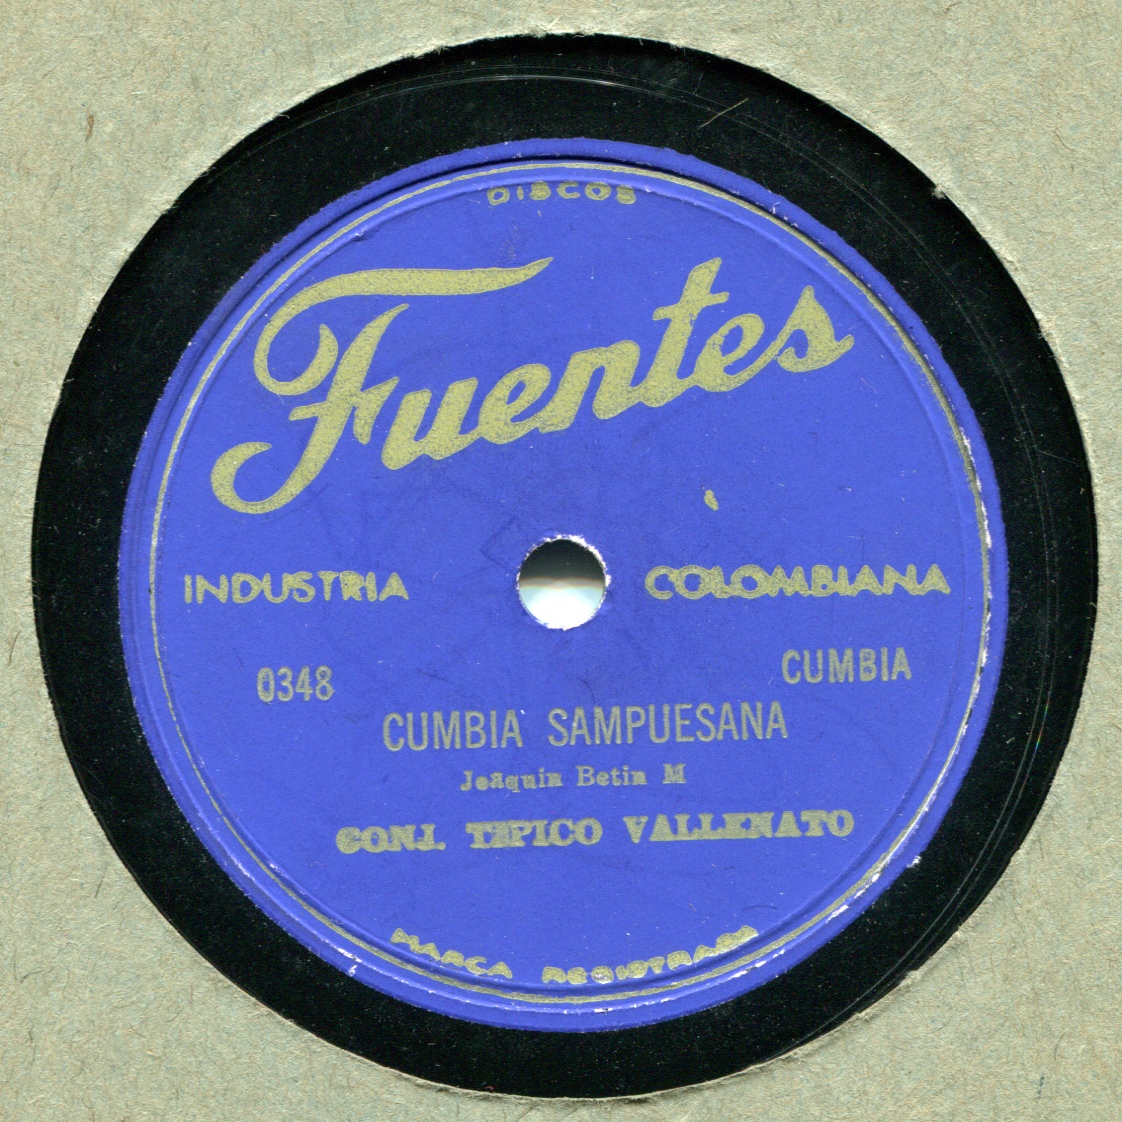 DISCOS
Fuentes
INDUSTRIA COLOMBIANA
0348 CUMBIA
CUMBIA SAMPUESANA
Joaquin Betin M
CONJ. TIPICO VALLENATO
MARCA REGISTRADA